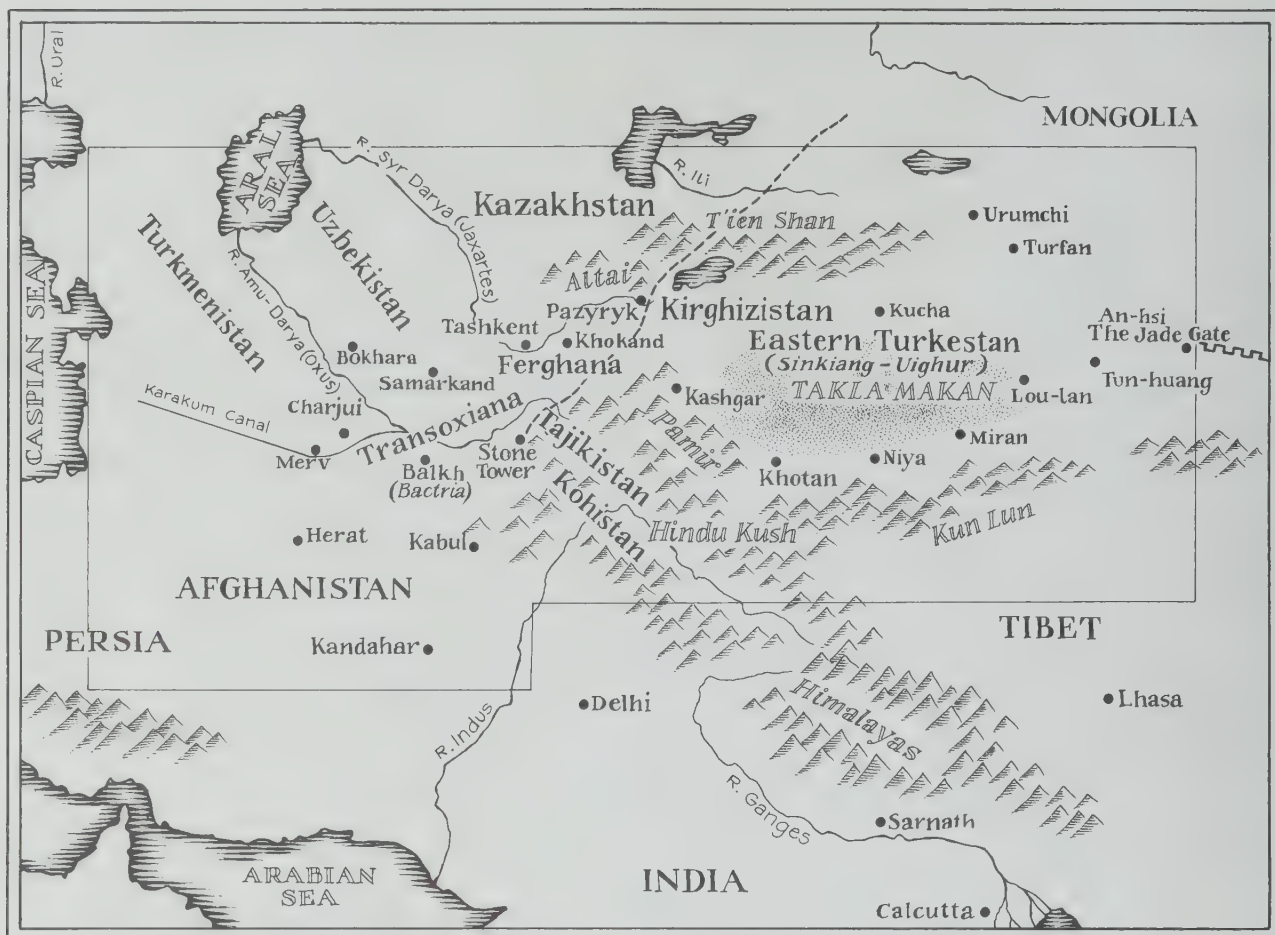 R. Ural
MONGOLIA
ARAL
SEA
R. Syr Darya (Jaxartes)
R. Ili
Kazakhstan
T'ien Shan
Urumchi
Turfan
Uzbekistan
Turkmenistan
Altai
CASPIAN SEA
R. Amu-Darya (Oxus)
Pazyryk
Kirghizistan
Kucha
An-hsi
The Jade Gate
Tashkent
Khokand
Eastern Turkestan
(Sinkiang - Uighur)
Bokhara
Ferghana
Samarkand
TAKLA MAKAN
Tun-huang
Kashgar
Lou-lan
Karakum Canal
Charjui
Transoxiana
Pamir
Miran
Merv
Stone
Tower
Tajikistan
Balkh
(Bactria)
Khotan
Niya
Kohistan
Herat
Kabul
Hindu Kush
Kun Lun
AFGHANISTAN
PERSIA
TIBET
Kandahar
Delhi
Himalayas
Lhasa
R. Indus
R. Ganges
Sarnath
ARABIAN
SEA
INDIA
Calcutta